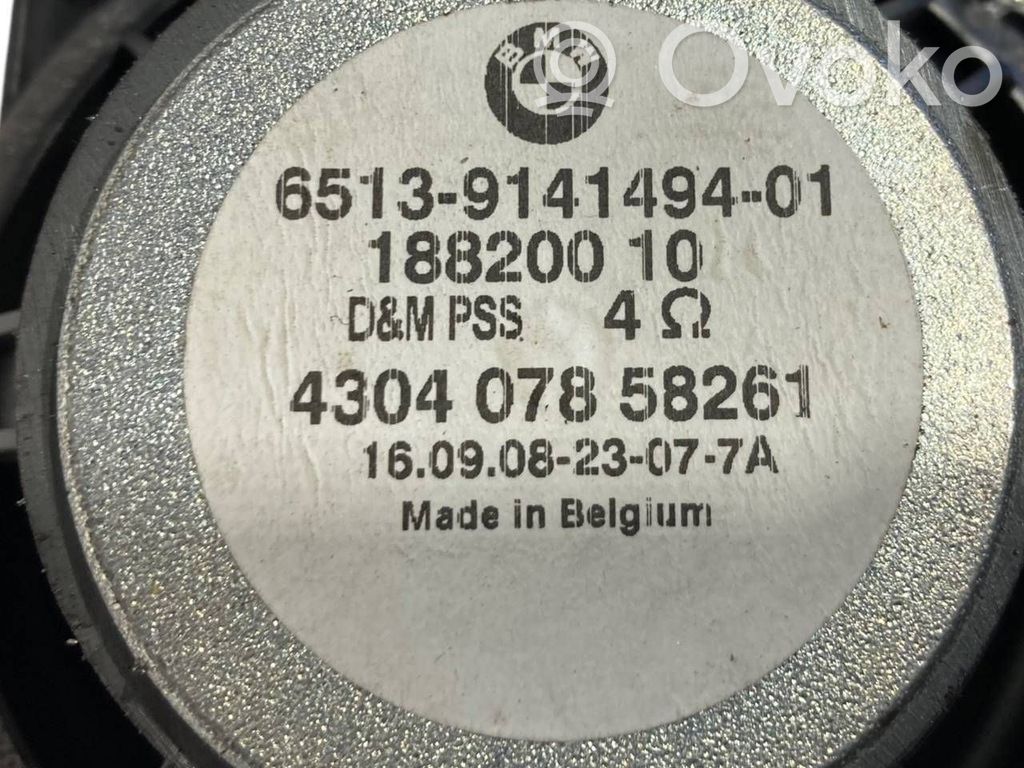 BMW
Ovoko
6513-9141494-01
188200 10
D&M PSS 4 Ω
4304 078 58261
16.09.08-23-07-7A
Made in Belgium